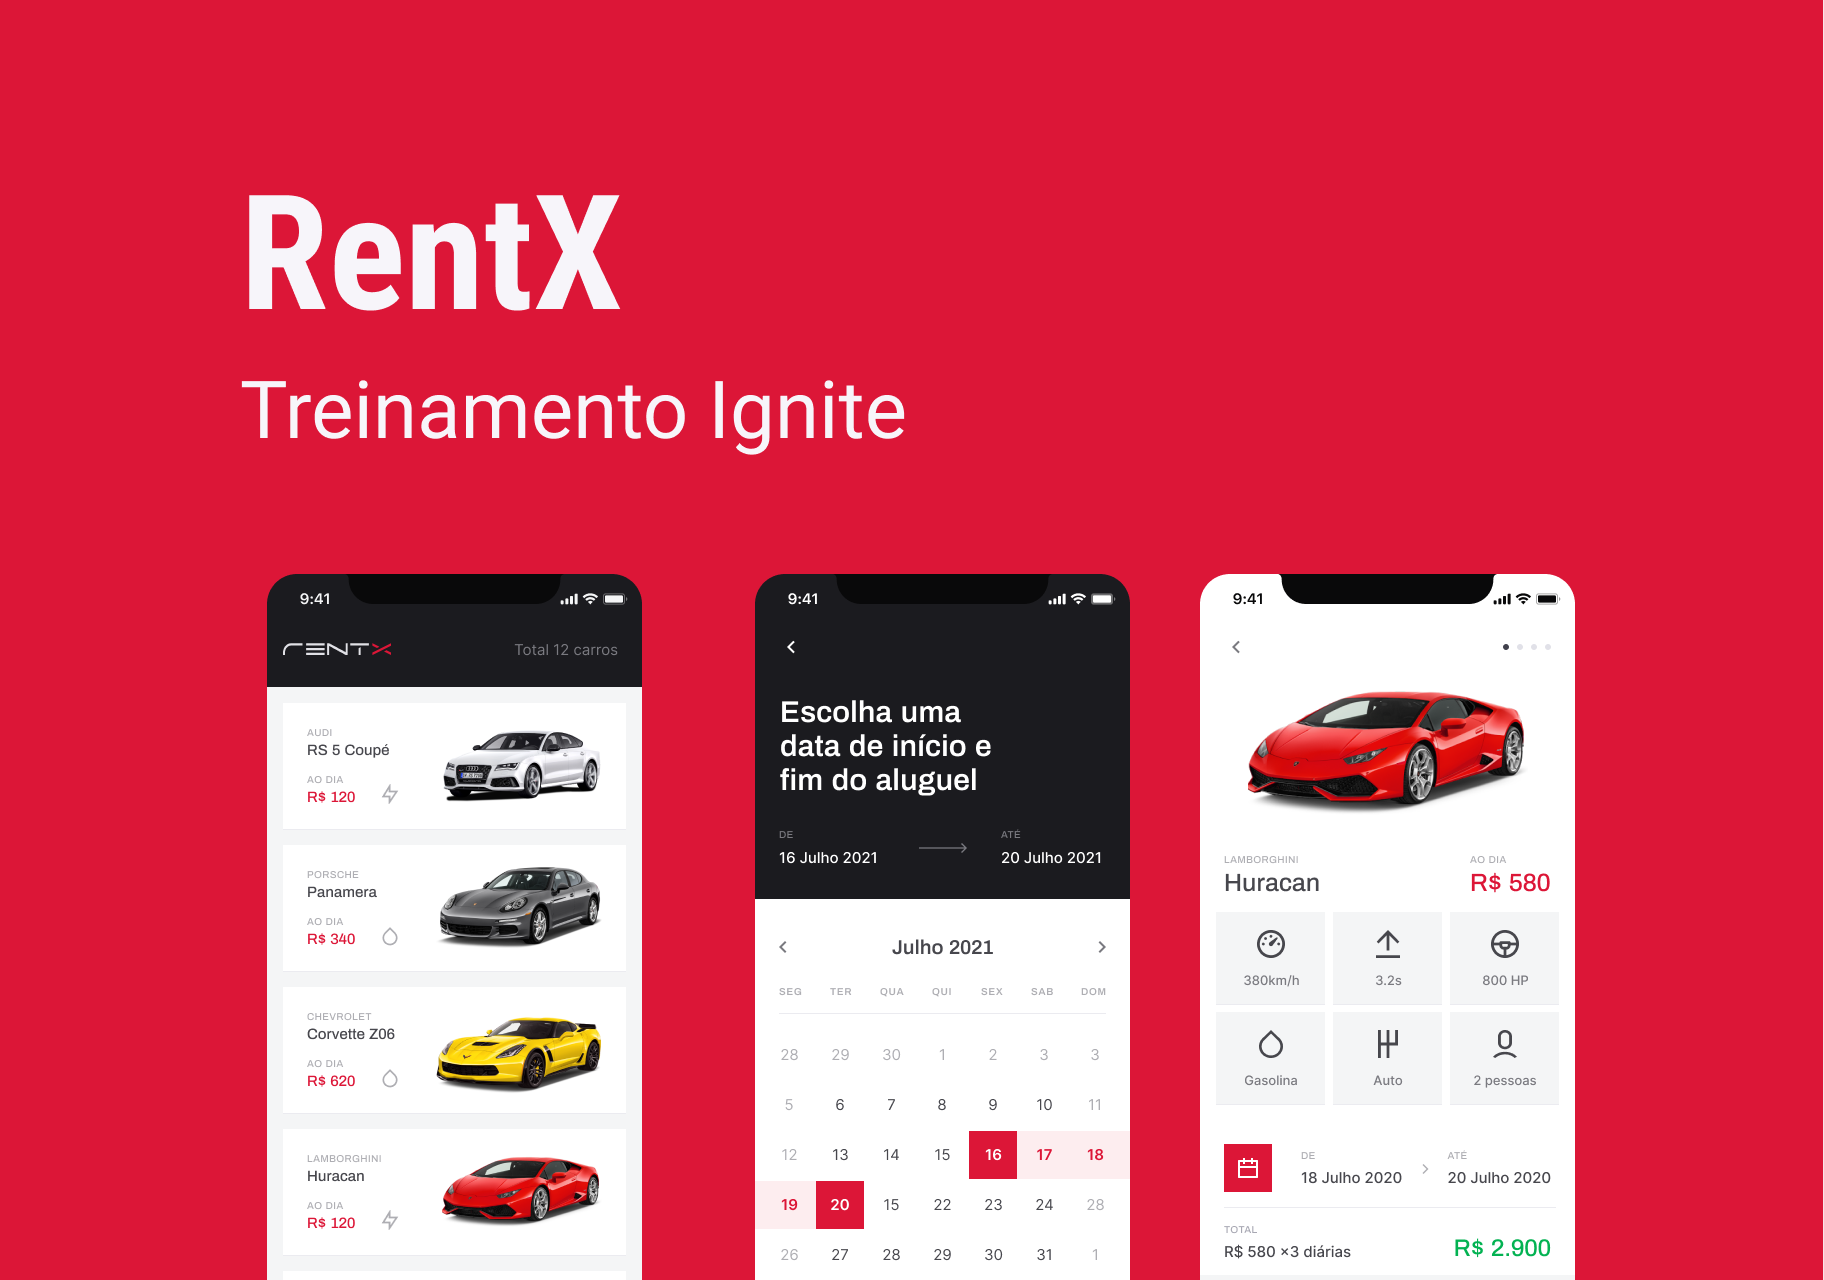 RentX
Treinamento Ignite
9:41
RENTX
Total 12 carros
AUDI
RS 5 Coupé
AO DIA
R$ 120
PORSCHE
Panamera
AO DIA
R$ 340
CHEVROLET
Corvette Z06
AO DIA
R$ 620
LAMBORGHINI
Huracan
AO DIA
R$ 120
9:41
Escolha uma
data de início e
fim do aluguel
DE
ATÉ
16 Julho 2021
20 Julho 2021
Julho 2021
SEG TER QUA QUI SEX SAB DOM
28 29 30 1 2 3 3
5 6 7 8 9 10 11
12 13 14 15 16 17 18
19 20 15 22 23 24 28
26 27 28 29 30 31 1
9:41
LAMBORGHINI
AO DIA
Huracan
R$ 580
380km/h
3.2s
800 HP
Gasolina
Auto
2 pessoas
DE
ATÉ
18 Julho 2020
20 Julho 2020
TOTAL
R$ 580 ×3 diárias
R$ 2.900